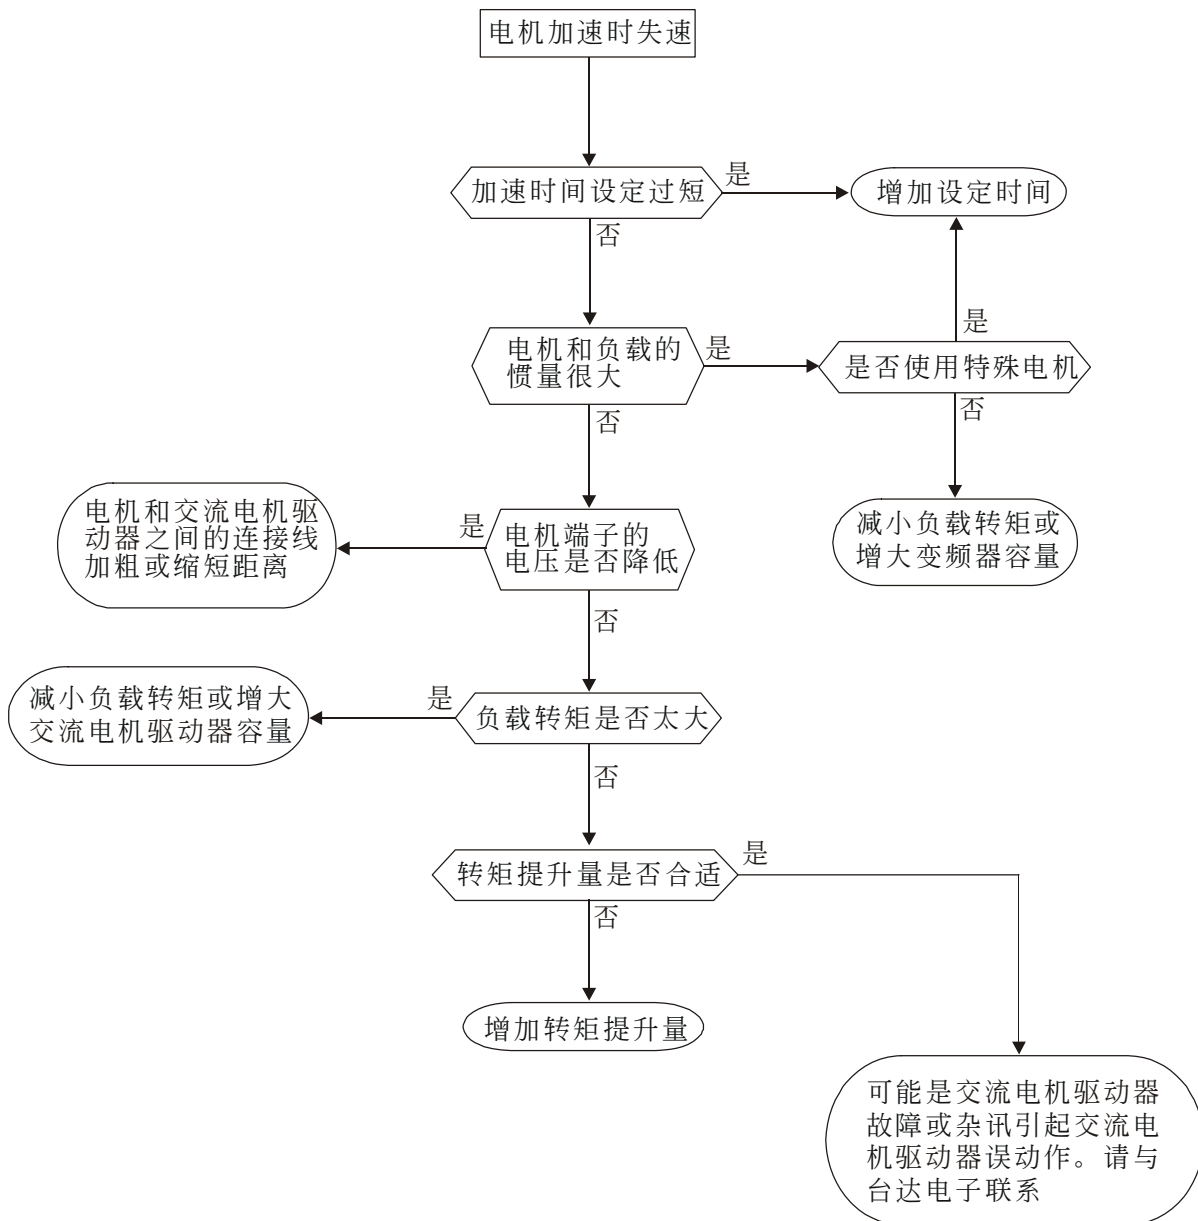 电机加速时失速
加速时间设定过短
是
增加设定时间
否
是
电机和负载的
惯量很大
是
是否使用特殊电机
否
否
电机和交流电机驱
动器之间的连接线
加粗或缩短距离
是
电机端子的
电压是否降低
减小负载转矩或
增大变频器容量
否
减小负载转矩或增大
交流电机驱动器容量
是
负载转矩是否太大
否
转矩提升量是否合适
是
否
增加转矩提升量
可能是交流电机驱动器
故障或杂讯引起交流电
机驱动器误动作。请与
台达电子联系